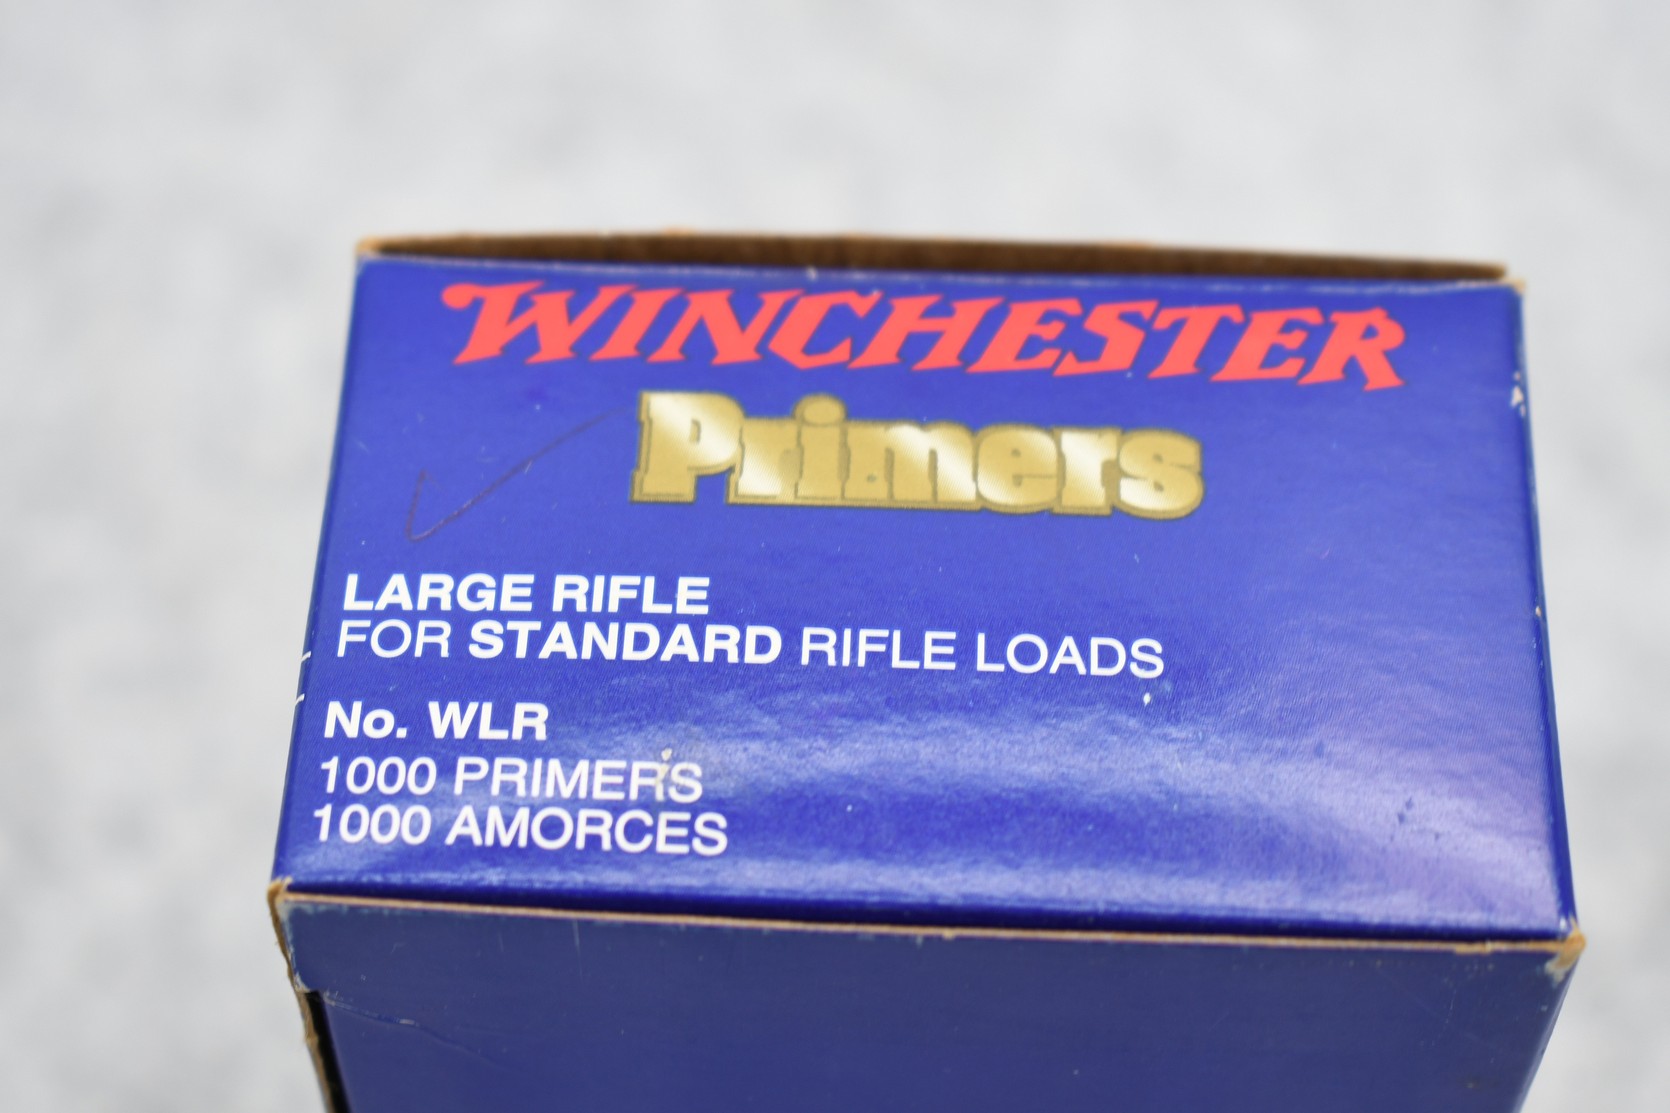 WINCHESTER
Primers
LARGE RIFLE
FOR STANDARD RIFLE LOADS
No. WLR
1000 PRIMERS
1000 AMORCES